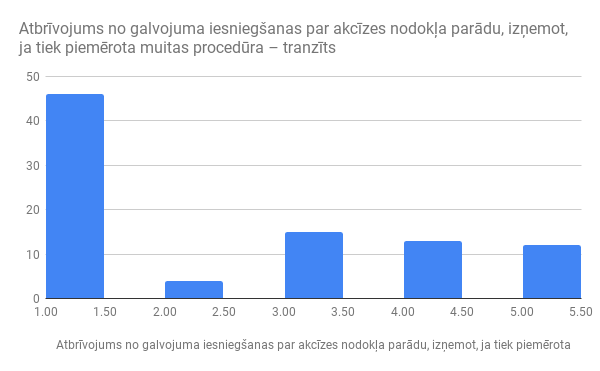 Atbrīvojums no galvojuma iesniegšanas par akcīzes nodokļa parādu, izņemot,
ja tiek piemērota muitas procedūra – tranzīts
50
40
30
20
10
0
1.00 1.50 2.00 2.50 3.00 3.50 4.00 4.50 5.00 5.50
Atbrīvojums no galvojuma iesniegšanas par akcīzes nodokļa parādu, izņemot, ja tiek piemērota